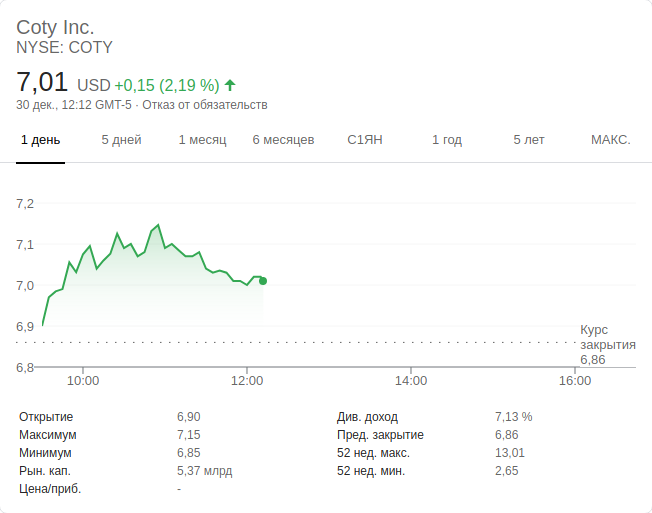 Coty Inc.
NYSE: COTY
7,01 USD +0,15 (2,19 %)
30 дек., 12:12 GMT-5 · Отказ от обязательств
1 день 5 дней 1 месяц 6 месяцев С1ЯН 1 год 5 лет МАКС.
7,2
7,1
7,0
6,9
6,8
Курс
закрытия
6,86
10:00 12:00 14:00 16:00
Открытие 6,90 Див. доход 7,13 %
Максимум 7,15 Пред. закрытие 6,86
Минимум 6,85 52 нед. макс. 13,01
Рын. кап. 5,37 млрд 52 нед. мин. 2,65
Цена/приб. -